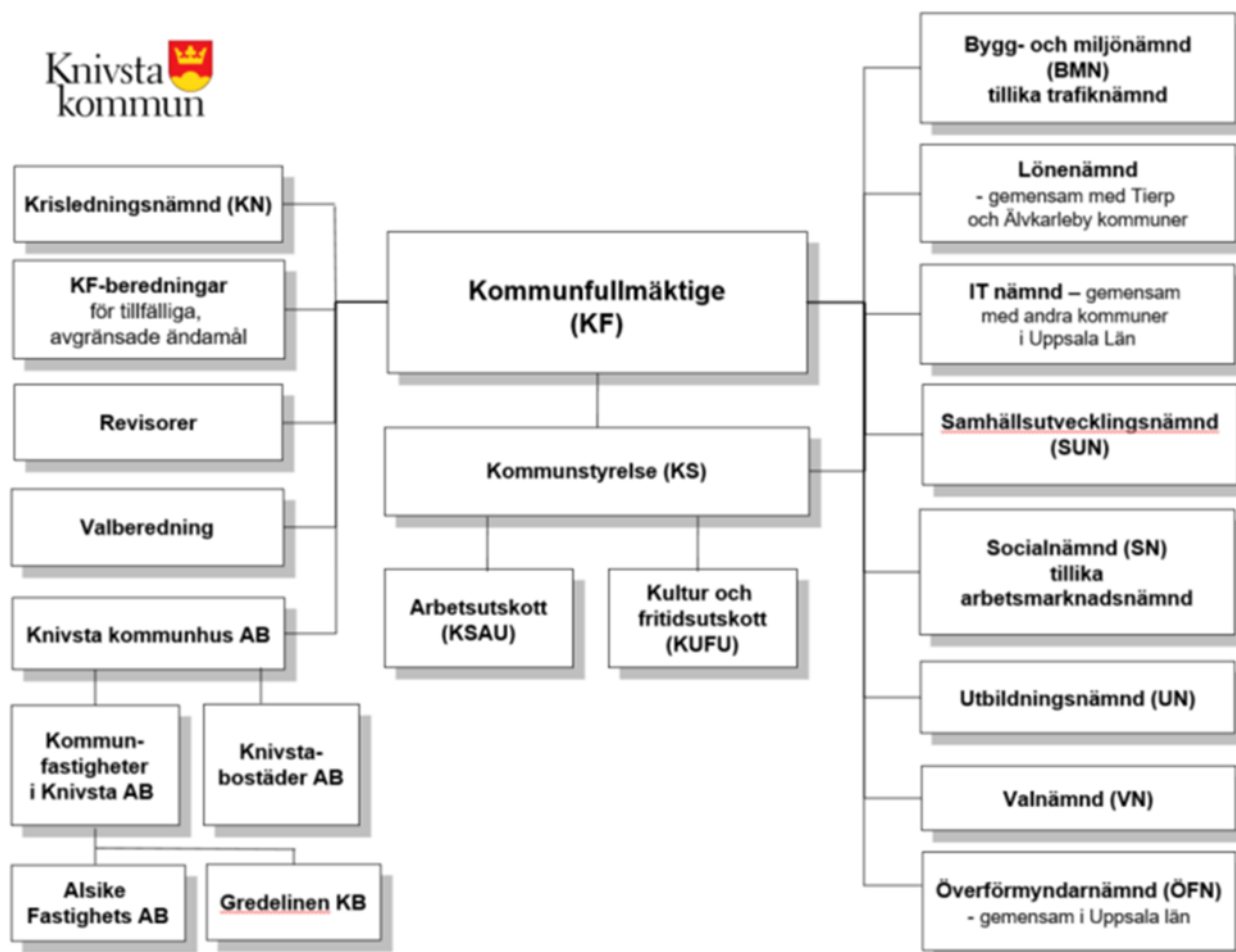 Knivsta
kommun
Krisledningsnämnd (KN)
KF-beredningar
för tillfälliga,
avgränsade ändamål
Revisorer
Valberedning
Knivsta kommunhus AB
Kommun-
fastigheter
i Knivsta AB
Knivsta-
bostäder AB
Alsike
Fastighets AB
Gredelinen KB
Kommunfullmäktige
(KF)
Kommunstyrelse (KS)
Arbetsutskott
(KSAU)
Kultur och
fritidsutskott
(KUFU)
Bygg- och miljönämnd
(BMN)
tillika trafiknämnd
Lönenämnd
- gemensam med Tierp
och Älvkarleby kommuner
IT nämnd – gemensam
med andra kommuner
i Uppsala Län
Samhällsutvecklingsnämnd
(SUN)
Socialnämnd (SN)
tillika
arbetsmarknadsnämnd
Utbildningsnämnd (UN)
Valnämnd (VN)
Överförmyndarnämnd (ÖFN)
- gemensam i Uppsala län